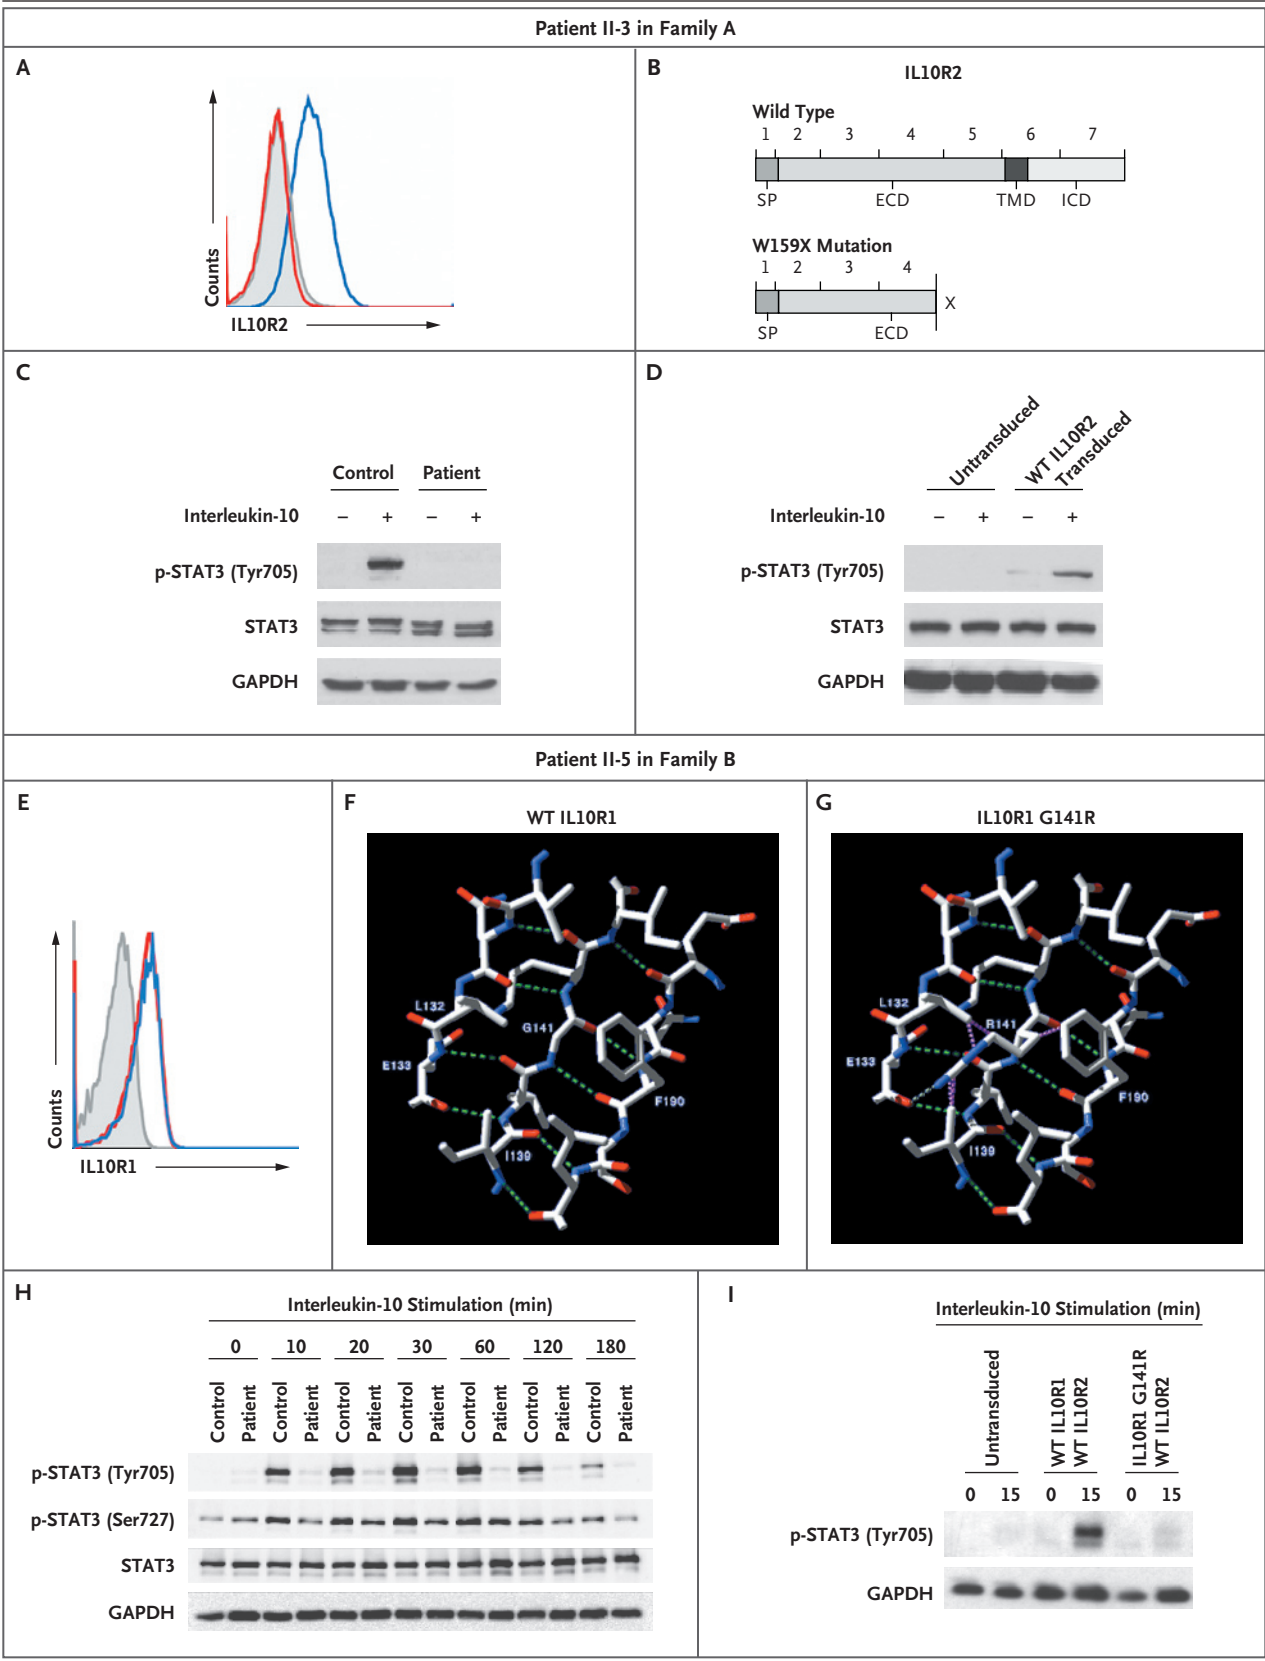 Patient II-3 in Family A
A
Counts
IL10R2
B
IL10R2
Wild Type
1 2 3 4 5 6 7
SP ECD TMD ICD
W159X Mutation
1 2 3 4
X
SP ECD
C
Control Patient
Interleukin-10 – + – +
p-STAT3 (Tyr705)
STAT3
GAPDH
D
Untransduced
WT IL10R2
Transduced
Interleukin-10 – + – +
p-STAT3 (Tyr705)
STAT3
GAPDH
Patient II-5 in Family B
E
Counts
IL10R1
F
WT IL10R1
L132
G141
E133
F190
I139
G
IL10R1 G141R
L132
R141
E133
F190
I139
H
Interleukin-10 Stimulation (min)
0 10 20 30 60 120 180
Control Patient Control Patient Control Patient Control Patient Control Patient Control Patient Control Patient
p-STAT3 (Tyr705)
p-STAT3 (Ser727)
STAT3
GAPDH
I
Interleukin-10 Stimulation (min)
Untransduced
WT IL10R1
WT IL10R2
IL10R1 G141R
WT IL10R2
0 15 0 15 0 15
p-STAT3 (Tyr705)
GAPDH